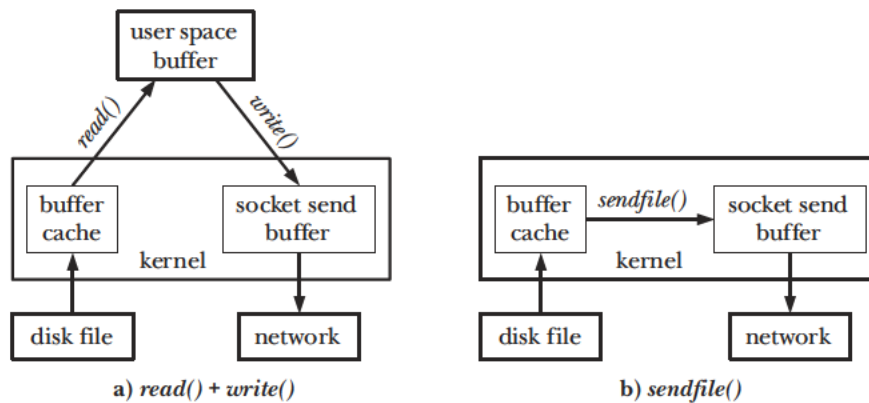 user space
buffer
read()
write()
buffer
cache
socket send
buffer
kernel
disk file
network
a) read() + write()
buffer
cache
sendfile()
socket send
buffer
kernel
disk file
network
b) sendfile()